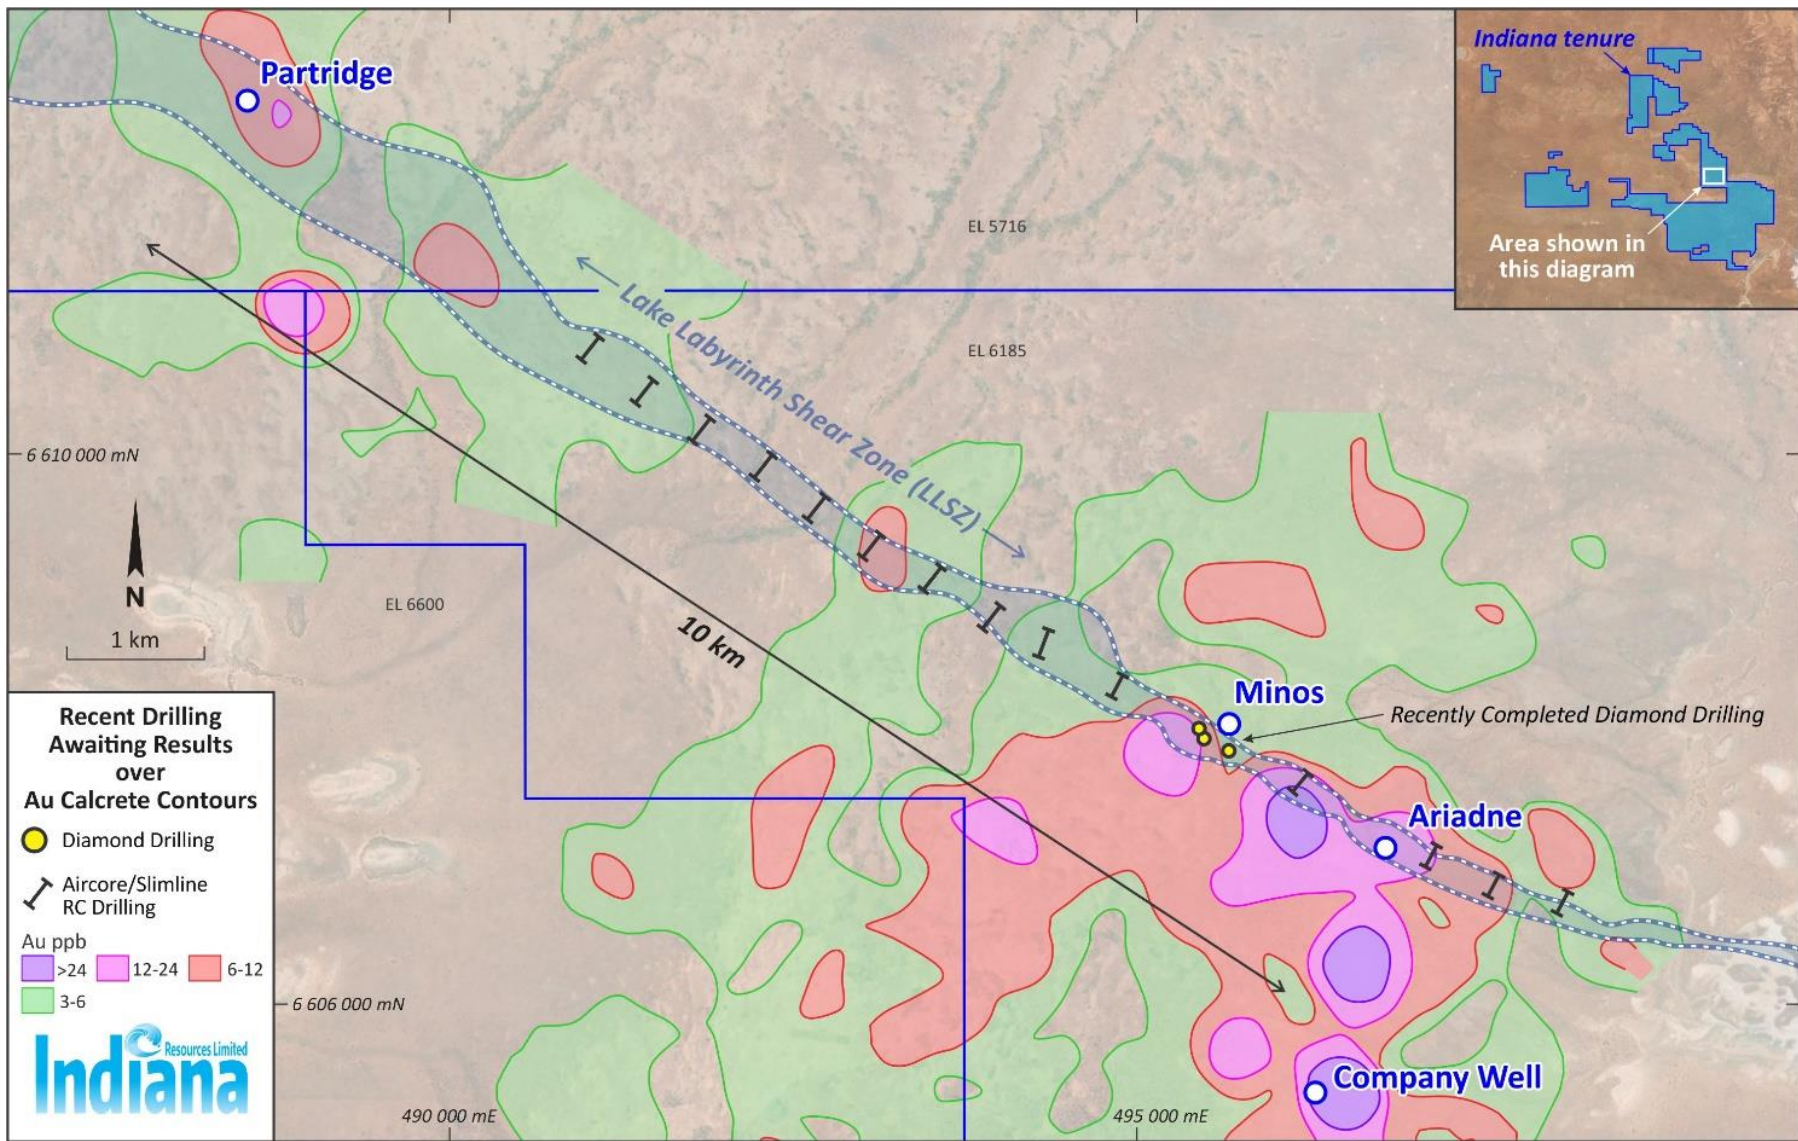 Partridge
Indiana tenure
Area shown in
this diagram
EL 5716
Lake Labyrinth Shear Zone (LLSZ)
EL 6185
6 610 000 mN
N
1 km
EL 6600
10 km
Minos
Recently Completed Diamond Drilling
Ariadne
Company Well
Recent Drilling
Awaiting Results
over
Au Calcrete Contours
Diamond Drilling
Aircore/Slimline
RC Drilling
Au ppb
>24 12-24 6-12
3-6
Indiana Resources Limited
6 606 000 mN
490 000 mE
495 000 mE